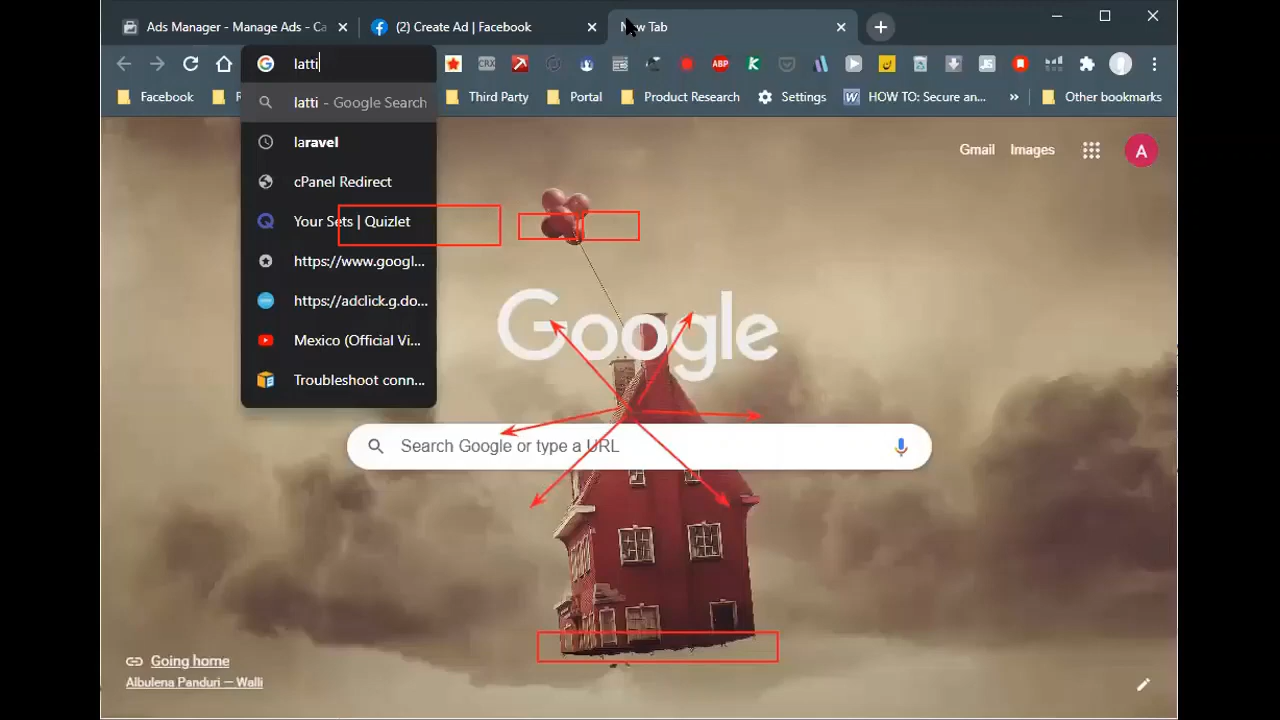 Ads Manager - Manage Ads - Ca
(2) Create Ad | Facebook
New Tab
latti
CRX
ABP
JS
Facebook
R
Third Party
Portal
Product Research
Settings
HOW TO: Secure an...
»
Other bookmarks
latti - Google Search
laravel
cPanel Redirect
Your Sets | Quizlet
https://www.googl...
https://adclick.g.do...
Mexico (Official Vi...
Troubleshoot conn...
Gmail
Images
A
Google
Search Google or type a URL
Going home
Albulena Panduri — Walli